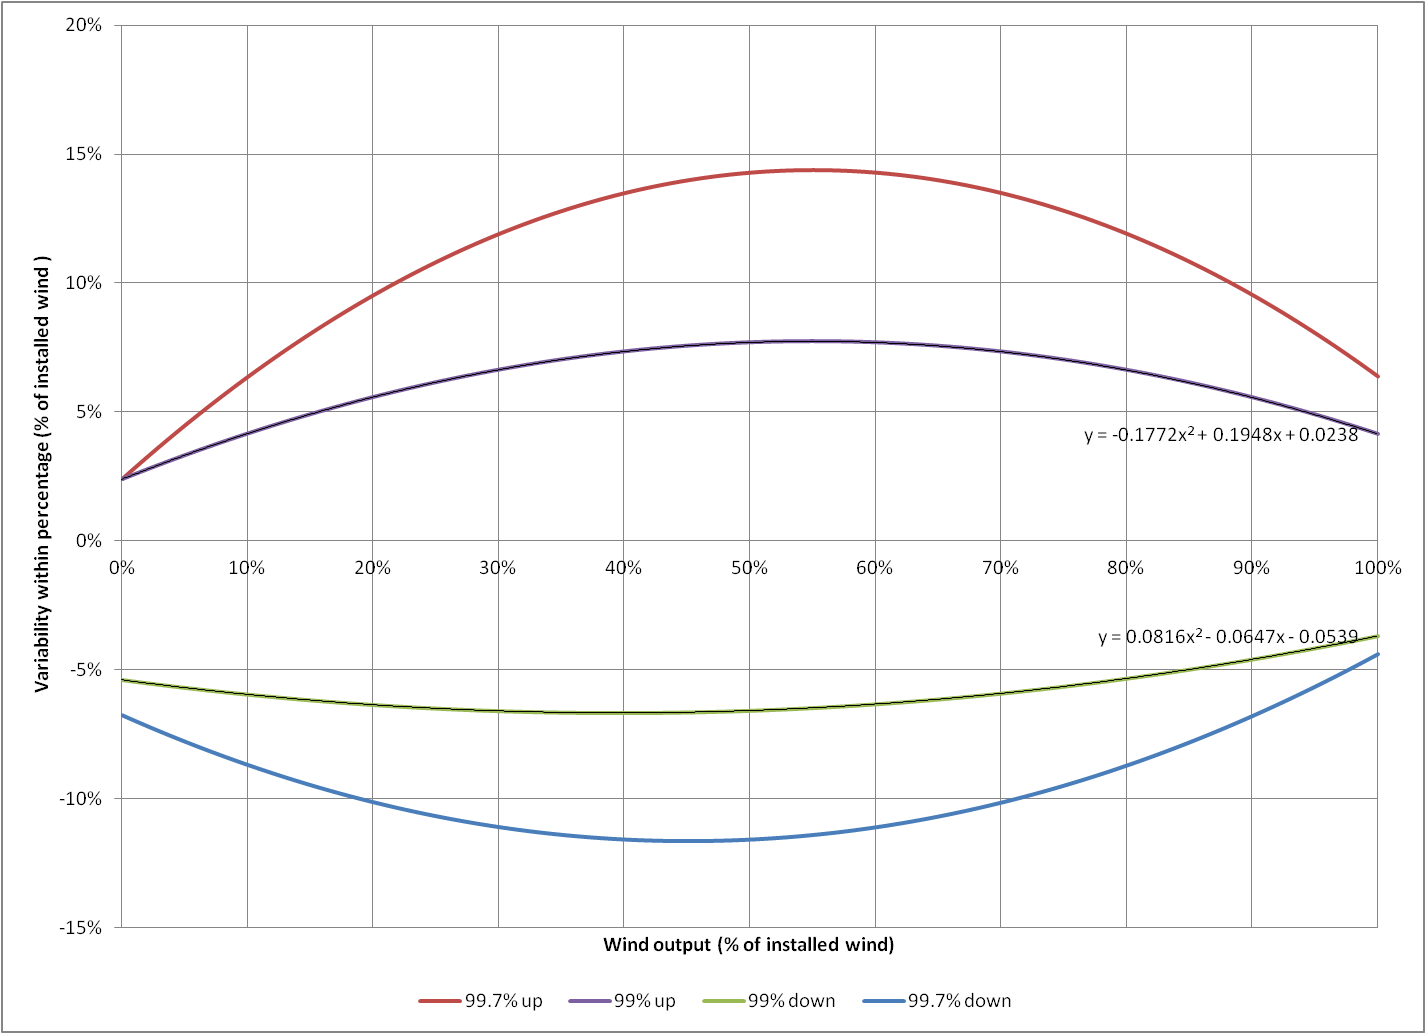 20%
15%
10%
5%
0%
-5%
-10%
-15%
Variability within percentage (% of installed wind )
y = -0.1772x² + 0.1948x + 0.0238
0% 10% 20% 30% 40% 50% 60% 70% 80% 90% 100%
y = 0.0816x² - 0.0647x - 0.0539
Wind output (% of installed wind)
99.7% up 99% up 99% down 99.7% down